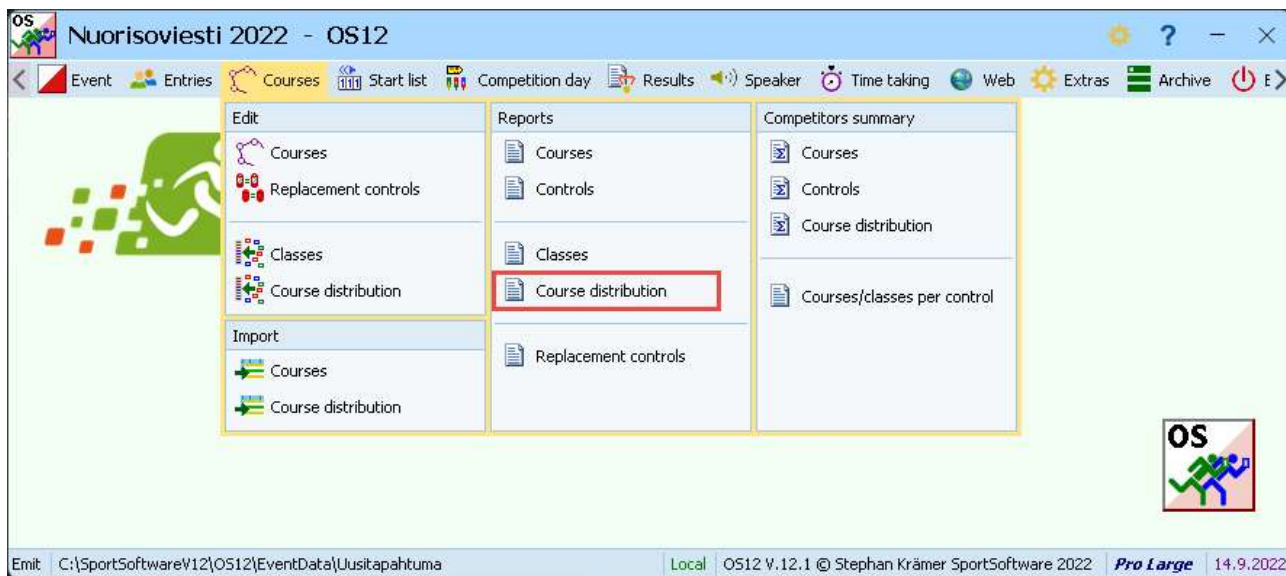 OS
Nuorisoviesti 2022 - OS12
?
Event Entries Courses Start list Competition day Results Speaker Time taking Web Extras Archive E
Edit
Courses
Replacement controls
Classes
Course distribution
Import
Courses
Course distribution
Reports
Courses
Controls
Classes
Course distribution
Replacement controls
Competitors summary
Courses
Controls
Course distribution
Courses/classes per control
OS
Emit C:\SportSoftwareV12\OS12\EventData\Uusitapahtuma Local OS12 V.12.1 © Stephan Krämer SportSoftware 2022 Pro Large 14.9.2022